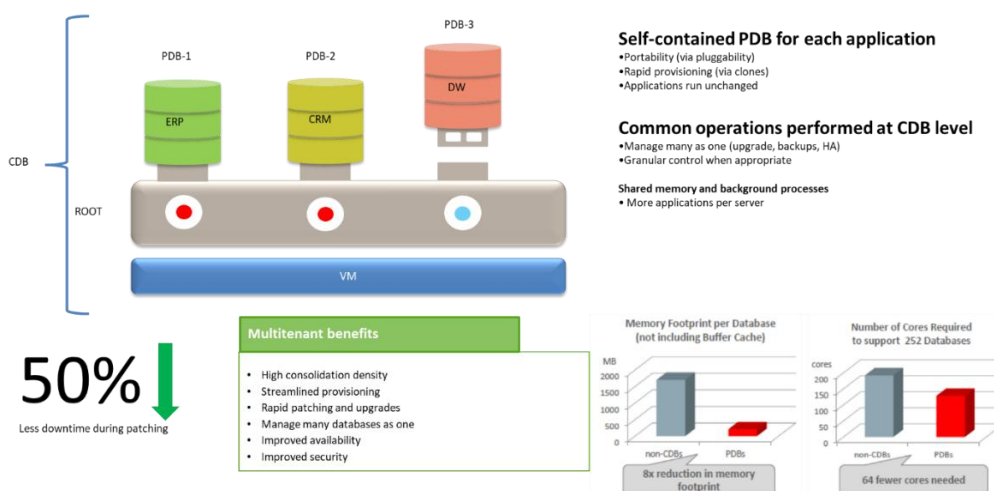 PDB-1
PDB-2
PDB-3
ERP
CRM
DW
CDB
ROOT
VM
Self-contained PDB for each application
•Portability (via pluggability)
•Rapid provisioning (via clones)
•Applications run unchanged
Common operations performed at CDB level
•Manage many as one (upgrade, backups, HA)
•Granular control when appropriate
Shared memory and background processes
• More applications per server
50%
Less downtime during patching
Multitenant benefits
• High consolidation density
• Streamlined provisioning
• Rapid patching and upgrades
• Manage many databases as one
• Improved availability
• Improved security
Memory Footprint per Database
(not including Buffer Cache)
MB
2000
1500
1000
500
0
non-CDBs
PDBs
8x reduction in memory
footprint
Number of Cores Required
to support 252 Databases
cores
200
150
100
50
0
non-CDBs
PDBs
64 fewer cores needed